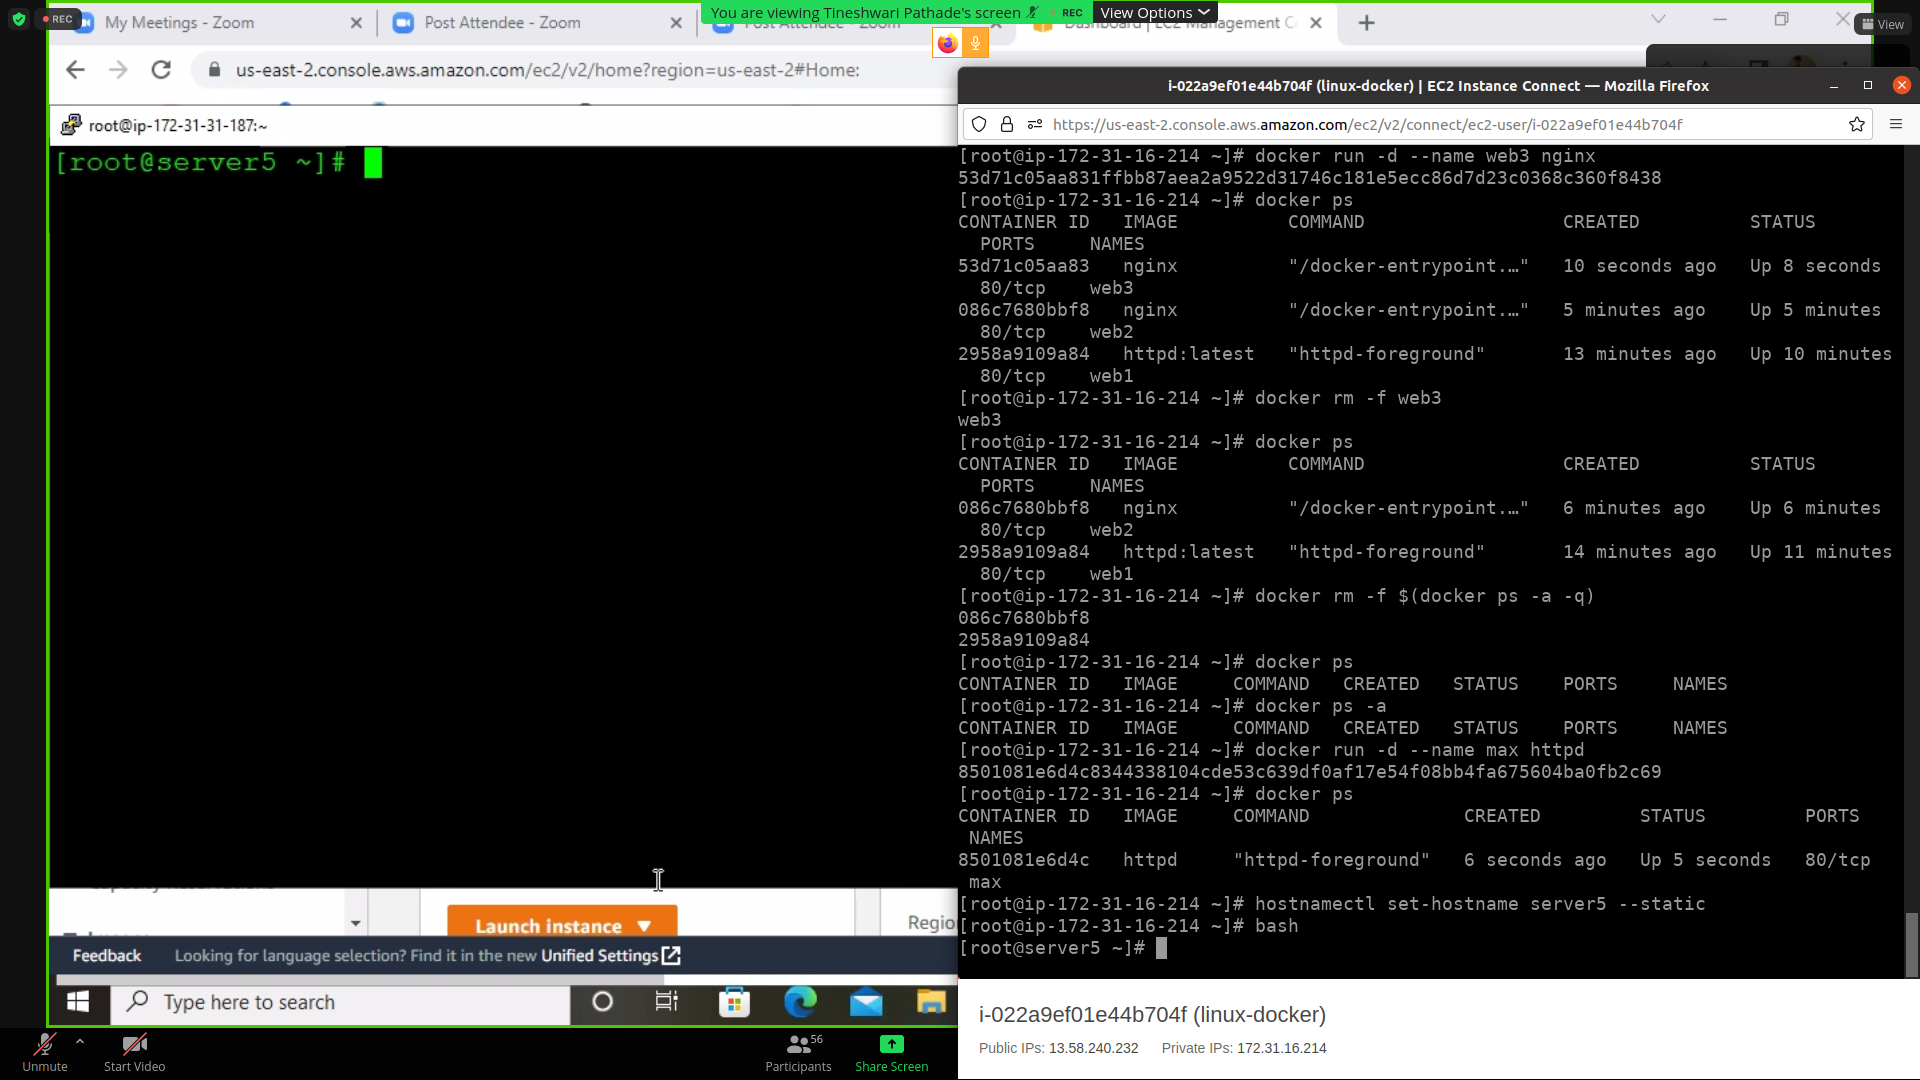 REC
You are viewing Tineshwari Pathade's screen
REC
View Options
View
My Meetings - Zoom
Post Attendee - Zoom
us-east-2.console.aws.amazon.com/ec2/v2/home?region=us-east-2#Home:
root@ip-172-31-31-187:~
[root@server5 ~]#
Launch instance
Regio
Feedback
Looking for language selection? Find it in the new Unified Settings
Type here to search
Unmute
Start Video
56
Participants
Share Screen
i-022a9ef01e44b704f (linux-docker) | EC2 Instance Connect — Mozilla Firefox
https://us-east-2.console.aws.amazon.com/ec2/v2/connect/ec2-user/i-022a9ef01e44b704f
[root@ip-172-31-16-214 ~]# docker run -d --name web3 nginx
53d71c05aa831ffbb87aea2a9522d31746c181e5ecc86d7d23c0368c360f8438
[root@ip-172-31-16-214 ~]# docker ps
CONTAINER ID   IMAGE          COMMAND                  CREATED          STATUS
PORTS     NAMES
53d71c05aa83   nginx          "/docker-entrypoint.…"   10 seconds ago   Up 8 seconds
80/tcp    web3
086c7680bbf8   nginx          "/docker-entrypoint.…"   5 minutes ago    Up 5 minutes
80/tcp    web2
2958a9109a84   httpd:latest   "httpd-foreground"       13 minutes ago   Up 10 minutes
80/tcp    web1
[root@ip-172-31-16-214 ~]# docker rm -f web3
web3
[root@ip-172-31-16-214 ~]# docker ps
CONTAINER ID   IMAGE          COMMAND                  CREATED          STATUS
PORTS     NAMES
086c7680bbf8   nginx          "/docker-entrypoint.…"   6 minutes ago    Up 6 minutes
80/tcp    web2
2958a9109a84   httpd:latest   "httpd-foreground"       14 minutes ago   Up 11 minutes
80/tcp    web1
[root@ip-172-31-16-214 ~]# docker rm -f $(docker ps -a -q)
086c7680bbf8
2958a9109a84
[root@ip-172-31-16-214 ~]# docker ps
CONTAINER ID   IMAGE     COMMAND   CREATED   STATUS    PORTS     NAMES
[root@ip-172-31-16-214 ~]# docker ps -a
CONTAINER ID   IMAGE     COMMAND   CREATED   STATUS    PORTS     NAMES
[root@ip-172-31-16-214 ~]# docker run -d --name max httpd
8501081e6d4c8344338104cde53c639df0af17e54f08bb4fa675604ba0fb2c69
[root@ip-172-31-16-214 ~]# docker ps
CONTAINER ID   IMAGE     COMMAND              CREATED         STATUS         PORTS
NAMES
8501081e6d4c   httpd     "httpd-foreground"   6 seconds ago   Up 5 seconds   80/tcp
max
[root@ip-172-31-16-214 ~]# hostnamectl set-hostname server5 --static
[root@ip-172-31-16-214 ~]# bash
[root@server5 ~]#
i-022a9ef01e44b704f (linux-docker)
Public IPs: 13.58.240.232 Private IPs: 172.31.16.214